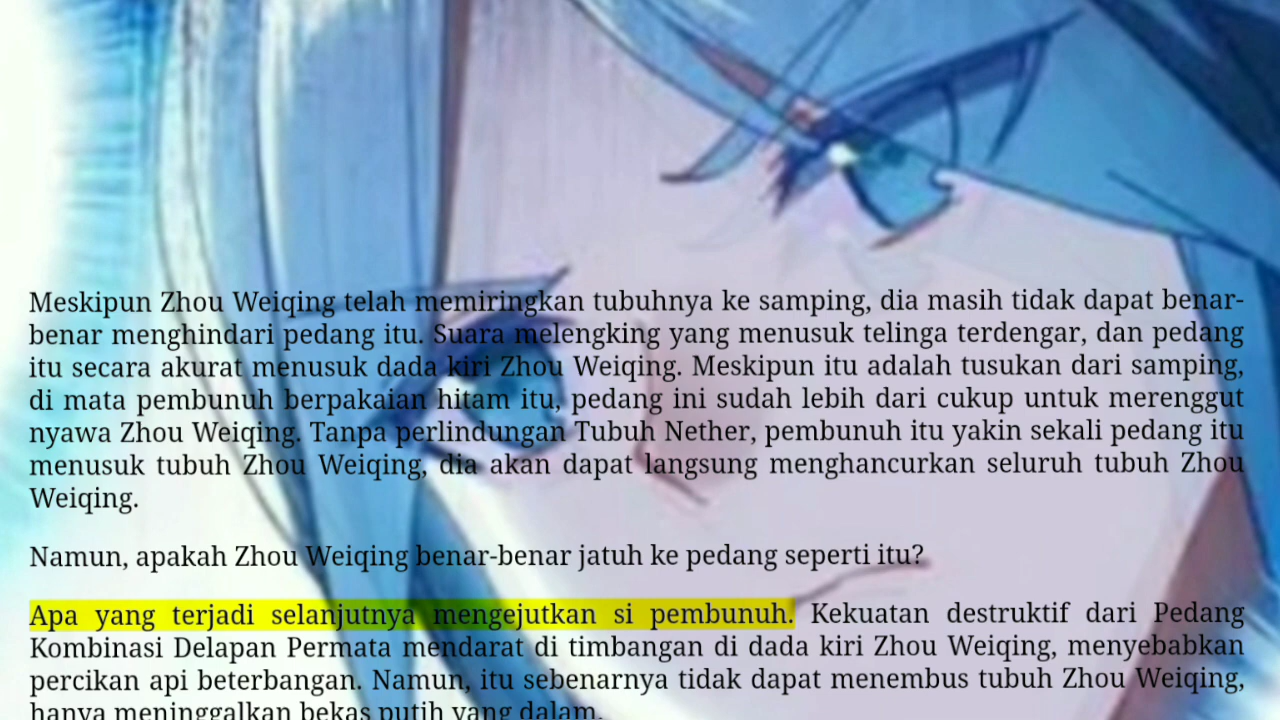 Meskipun Zhou Weiqing telah memiringkan tubuhnya ke samping, dia masih tidak dapat benar-
benar menghindari pedang itu. Suara melengking yang menusuk telinga terdengar, dan pedang
itu secara akurat menusuk dada kiri Zhou Weiqing. Meskipun itu adalah tusukan dari samping,
di mata pembunuh berpakaian hitam itu, pedang ini sudah lebih dari cukup untuk merenggut
nyawa Zhou Weiqing. Tanpa perlindungan Tubuh Nether, pembunuh itu yakin sekali pedang itu
menusuk tubuh Zhou Weiqing, dia akan dapat langsung menghancurkan seluruh tubuh Zhou
Weiqing.
Namun, apakah Zhou Weiqing benar-benar jatuh ke pedang seperti itu?
Apa yang terjadi selanjutnya mengejutkan si pembunuh. Kekuatan destruktif dari Pedang
Kombinasi Delapan Permata mendarat di timbangan di dada kiri Zhou Weiqing, menyebabkan
percikan api beterbangan. Namun, itu sebenarnya tidak dapat menembus tubuh Zhou Weiqing,
hanya meninggalkan bekas putih yang dalam.